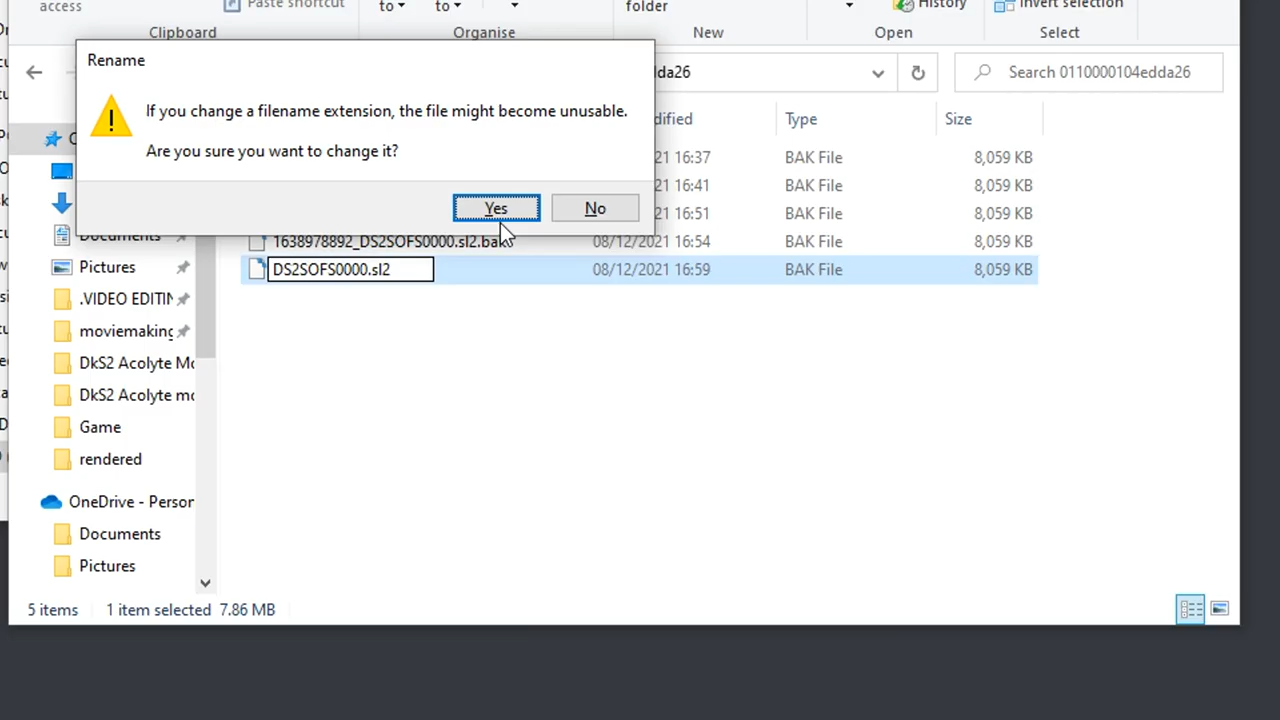 access
Paste shortcut
to
to
folder
History
Invert selection
Clipboard
Organise
New
Open
Select
Rename
If you change a filename extension, the file might become unusable.
Are you sure you want to change it?
Yes
No
dda26
Search 0110000104edda26
dified
Type
Size
21 16:37
BAK File
8,059 KB
21 16:41
BAK File
8,059 KB
21 16:51
BAK File
8,059 KB
1638978892_DS2SOFS0000.sl2.bak
08/12/2021 16:54
BAK File
8,059 KB
DS2SOFS0000.sl2
08/12/2021 16:59
BAK File
8,059 KB
Documents
Pictures
.VIDEO EDITIN
moviemaking
DkS2 Acolyte Mo
DkS2 Acolyte mo
Game
rendered
OneDrive - Person
Documents
Pictures
5 items
1 item selected 7.86 MB